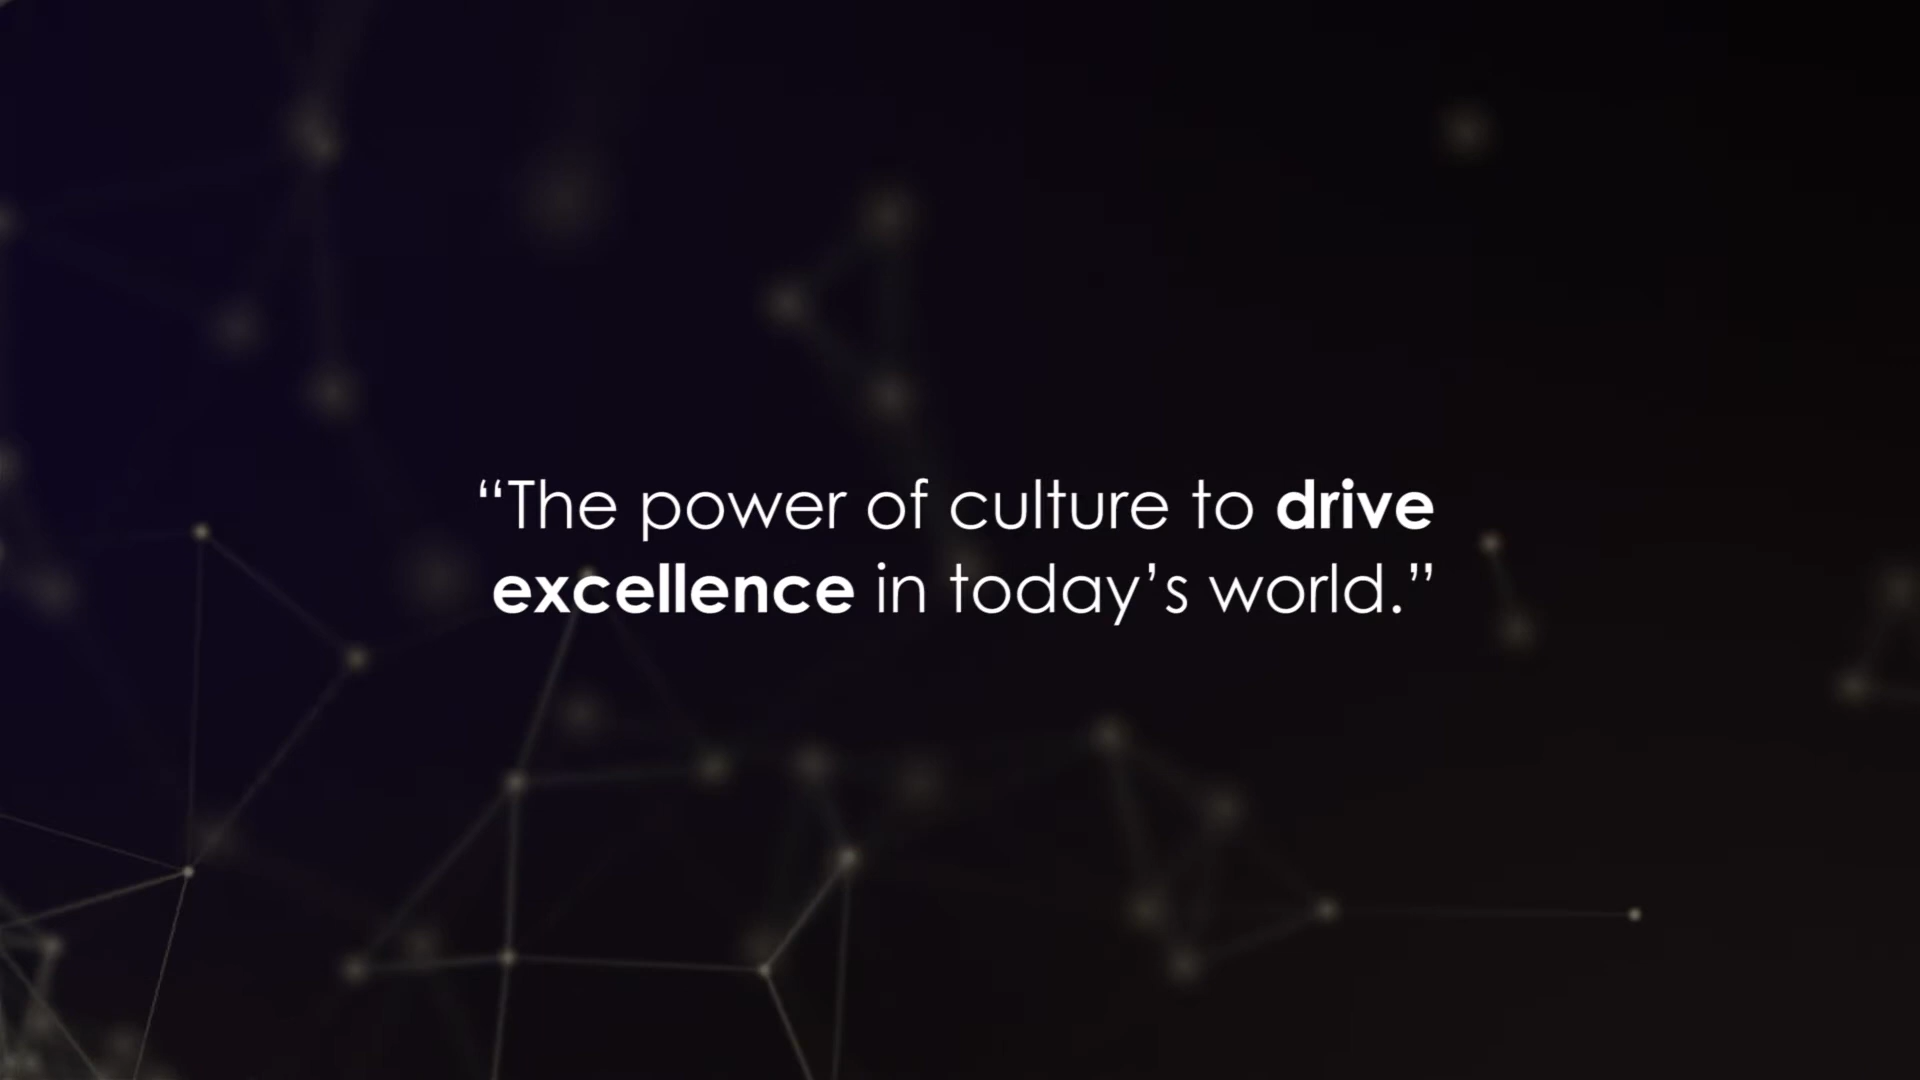 “The power of culture to drive
excellence in today’s world.”